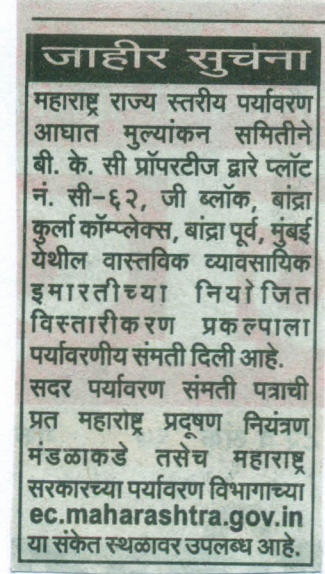 जाहीर सुचना
महाराष्ट्र राज्य स्तरीय पर्यावरण
आघात मुल्यांकन समितीने
बी. के. सी प्रॉपरटीज द्वारे प्लॉट
नं. सी-६२, जी ब्लॉक, बांद्रा
कुर्ला कॉम्प्लेक्स, बांद्रा पूर्व, मुंबई
येथील वास्तविक व्यावसायिक
इमारतीच्या नियोजित
विस्तारीकरण प्रकल्पाला
पर्यावरणीय संमती दिली आहे.
सदर पर्यावरण संमती पत्राची
प्रत महाराष्ट्र प्रदूषण नियंत्रण
मंडळाकडे तसेच महाराष्ट्र
सरकारच्या पर्यावरण विभागाच्या
ec.maharashtra.gov.in
या संकेत स्थळावर उपलब्ध आहे.